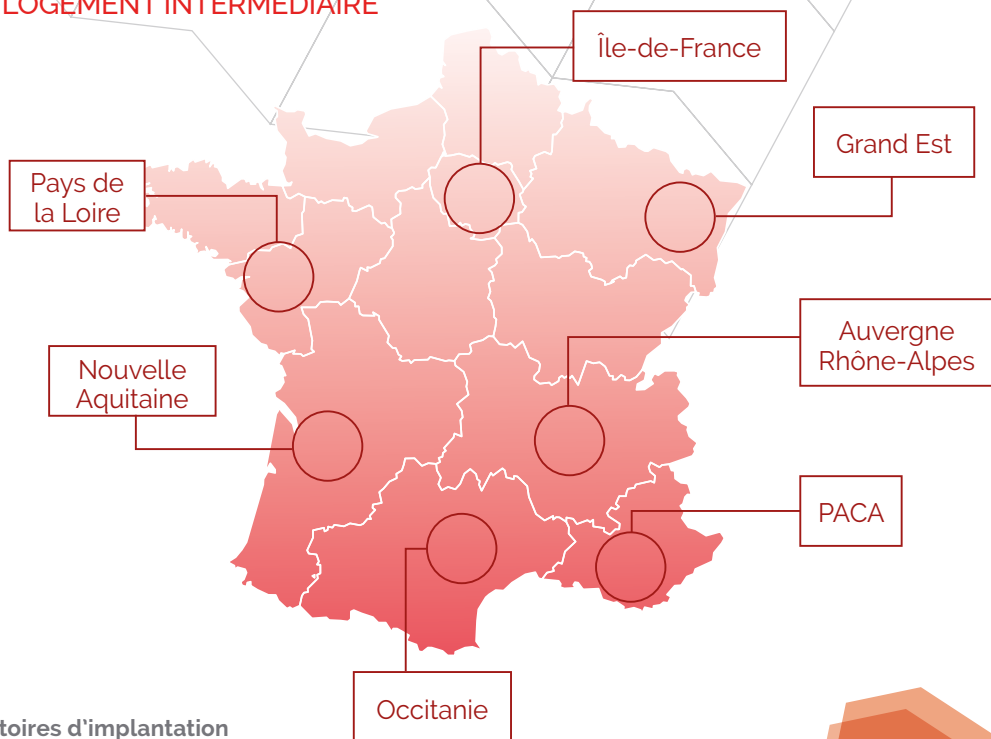 LOGEMENT INTERMÉDIAIRE
Île-de-France
Grand Est
Pays de
la Loire
Auvergne
Rhône-Alpes
Nouvelle
Aquitaine
PACA
Occitanie
d'implantation